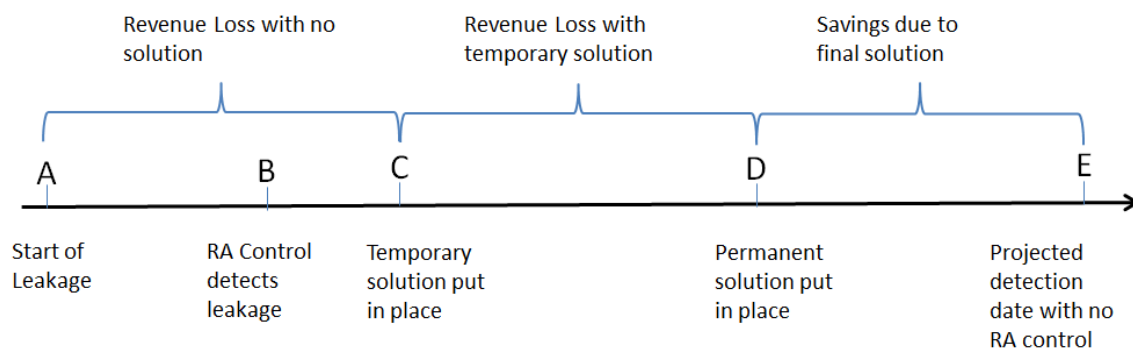 Revenue Loss with no
solution
Revenue Loss with
temporary solution
Savings due to
final solution
A
B
C
D
E
Start of
Leakage
RA Control
detects
leakage
Temporary
solution put
in place
Permanent
solution put
in place
Projected
detection
date with no
RA control